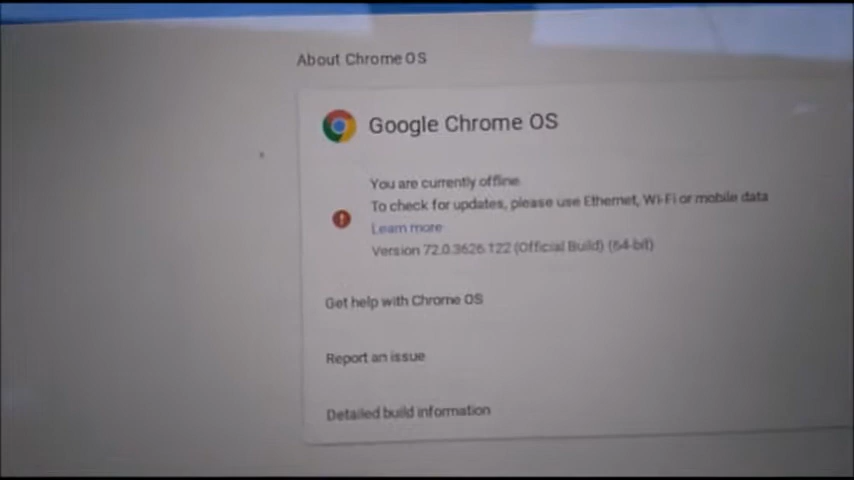 About Chrome OS
Google Chrome OS
You are currently offline
To check for updates, please use Ethernet, Wi-Fi or mobile data
Learn more
Version 72.0.3626.122 (Official Build) (64-bit)
Get help with Chrome OS
Report an issue
Detailed build information